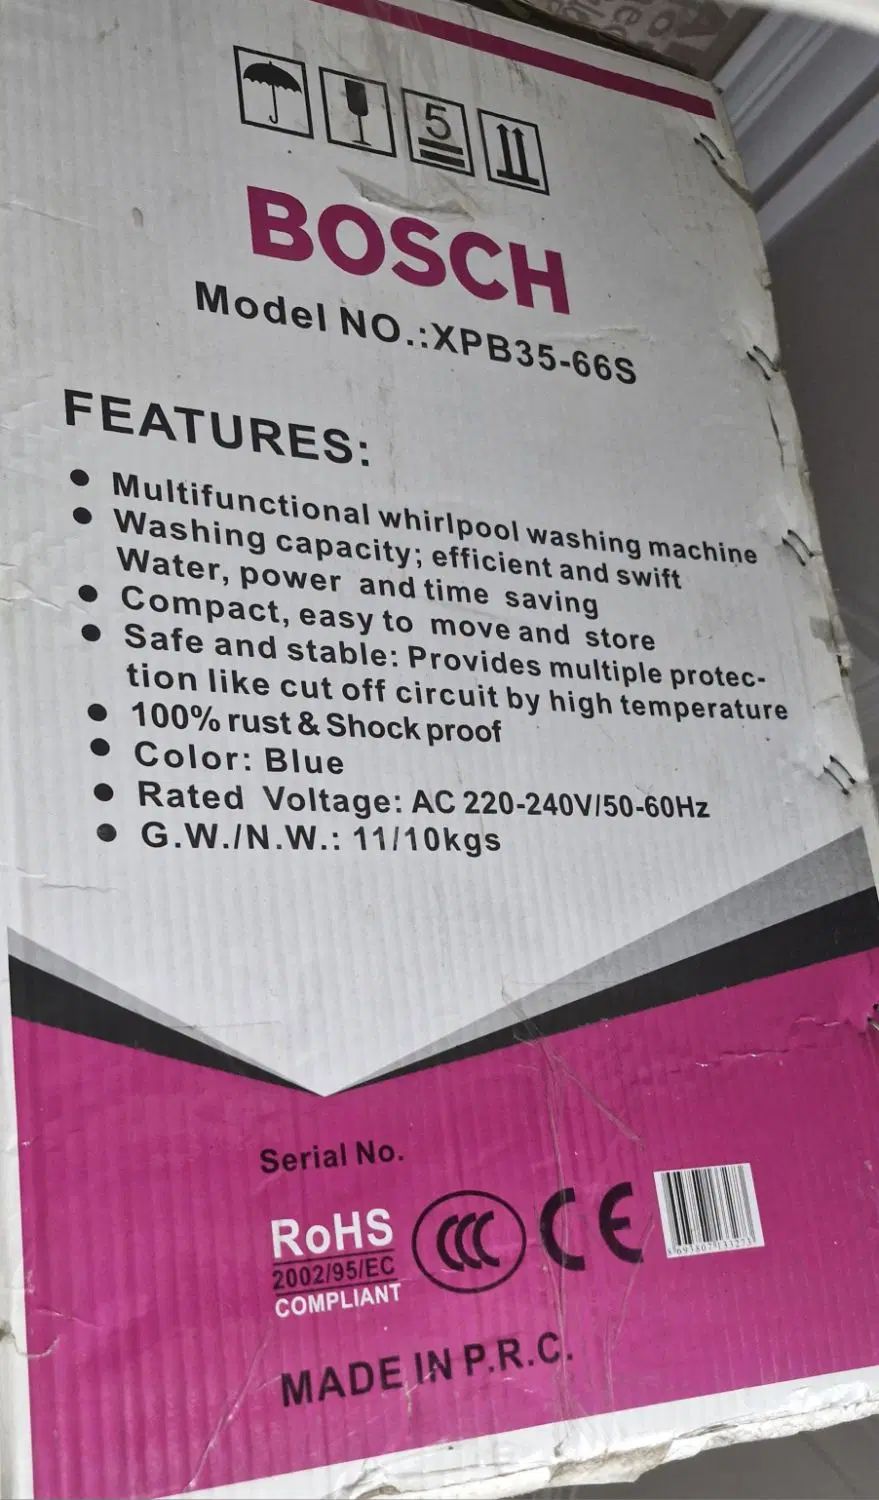 5
BOSCH
Model NO.:XPB35-66S
FEATURES:
● Multifunctional whirlpool washing machine
● Washing capacity; efficient and swift
Water, power and time saving
● Compact, easy to move and store
● Safe and stable: Provides multiple protec-
tion like cut off circuit by high temperature
● 100% rust & Shock proof
● Color: Blue
● Rated Voltage: AC 220-240V/50-60Hz
● G.W./N.W.: 11/10kgs
Serial No.
RoHS
2002/95/EC
COMPLIANT
CCC
CE
MADE IN P.R.C.